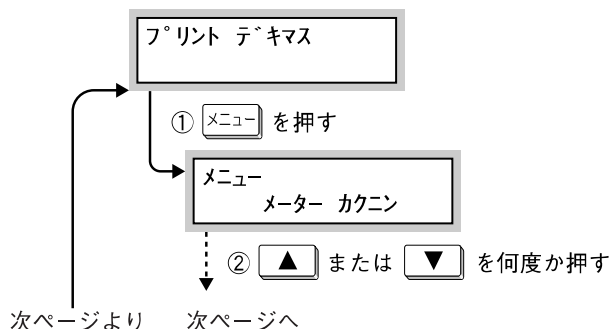 プリント デキマス
① メニュー を押す
メニュー
メーター カクニン
② ▲ または ▼ を何度か押す
次ページより 次ページへ